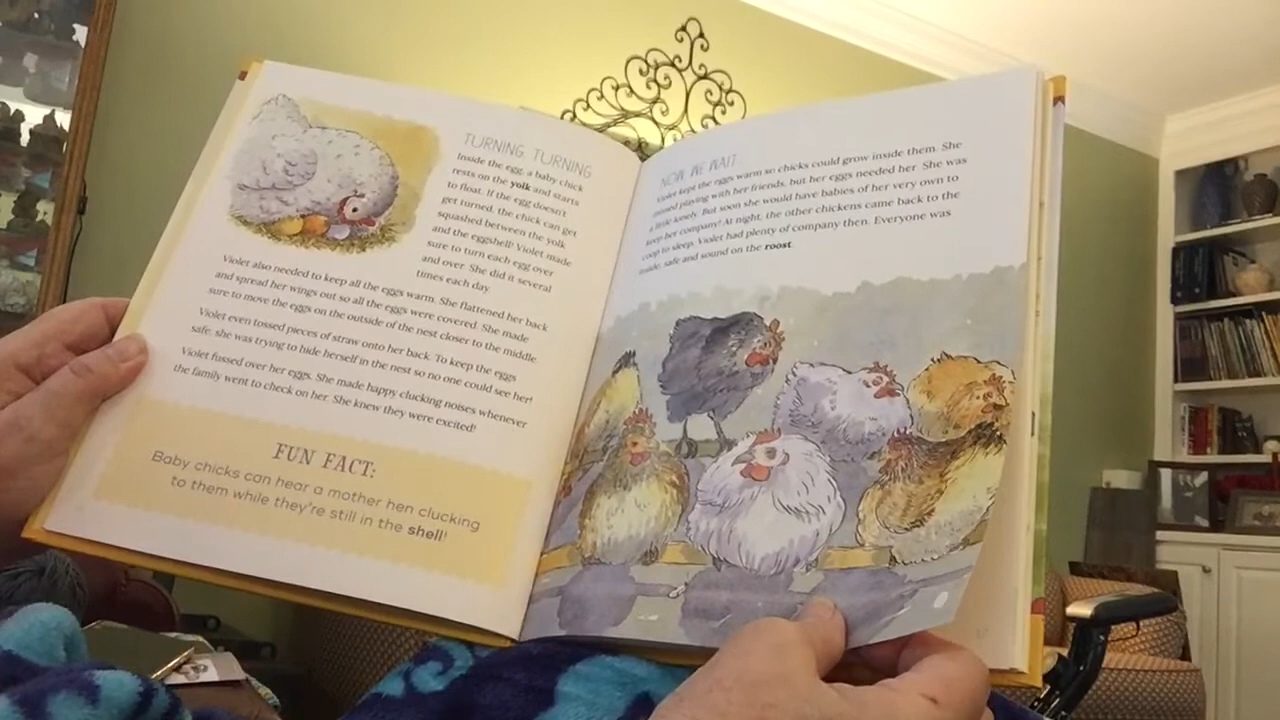 TURNING, TURNING
Inside the egg, a baby chick
rests on the yolk and starts
to float. If the egg doesn't
get turned, the chick can get
squashed between the yolk
and the eggshell! Violet made
sure to turn each egg over
and over. She did it several
times each day.
Violet also needed to keep all the eggs warm. She flattened her back
and spread her wings out so all the eggs were covered. She made
sure to move the eggs on the outside of the nest closer to the middle.
Violet even tossed pieces of straw onto her back. To keep the eggs
safe, she was trying to hide herself in the nest so no one could see her!
Violet fussed over her eggs. She made happy clucking noises whenever
the family went to check on her. She knew they were excited!
FUN FACT:
Baby chicks can hear a mother hen clucking
to them while they're still in the shell!
NOW WE WAIT
Violet kept the eggs warm so chicks could grow inside them. She
missed playing with her friends, but her eggs needed her. She was
a little lonely. But soon she would have babies of her very own to
keep her company! At night, the other chickens came back to the
coop to sleep. Violet had plenty of company then. Everyone was
inside, safe and sound on the roost.